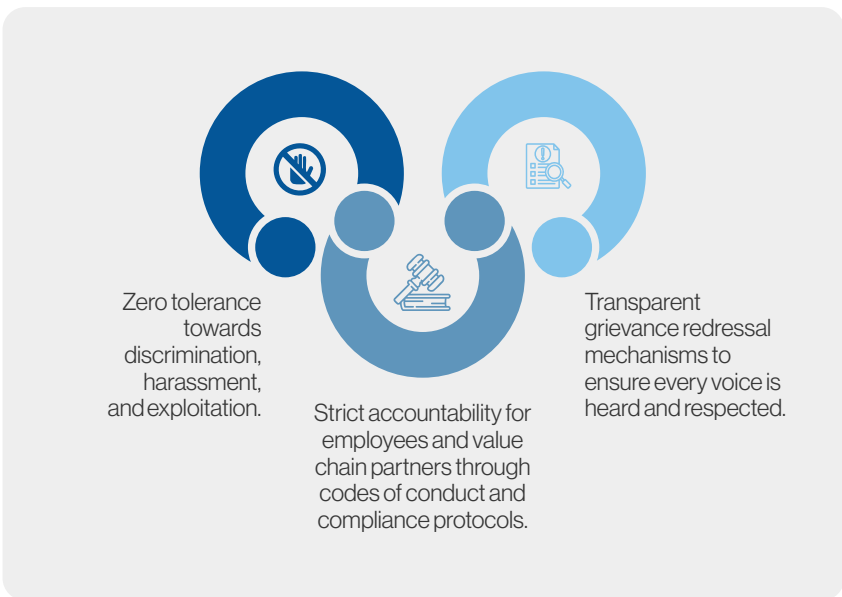 Zero tolerance
towards
discrimination,
harassment,
and exploitation.
Strict accountability for
employees and value
chain partners through
codes of conduct and
compliance protocols.
Transparent
grievance redressal
mechanisms to
ensure every voice is
heard and respected.